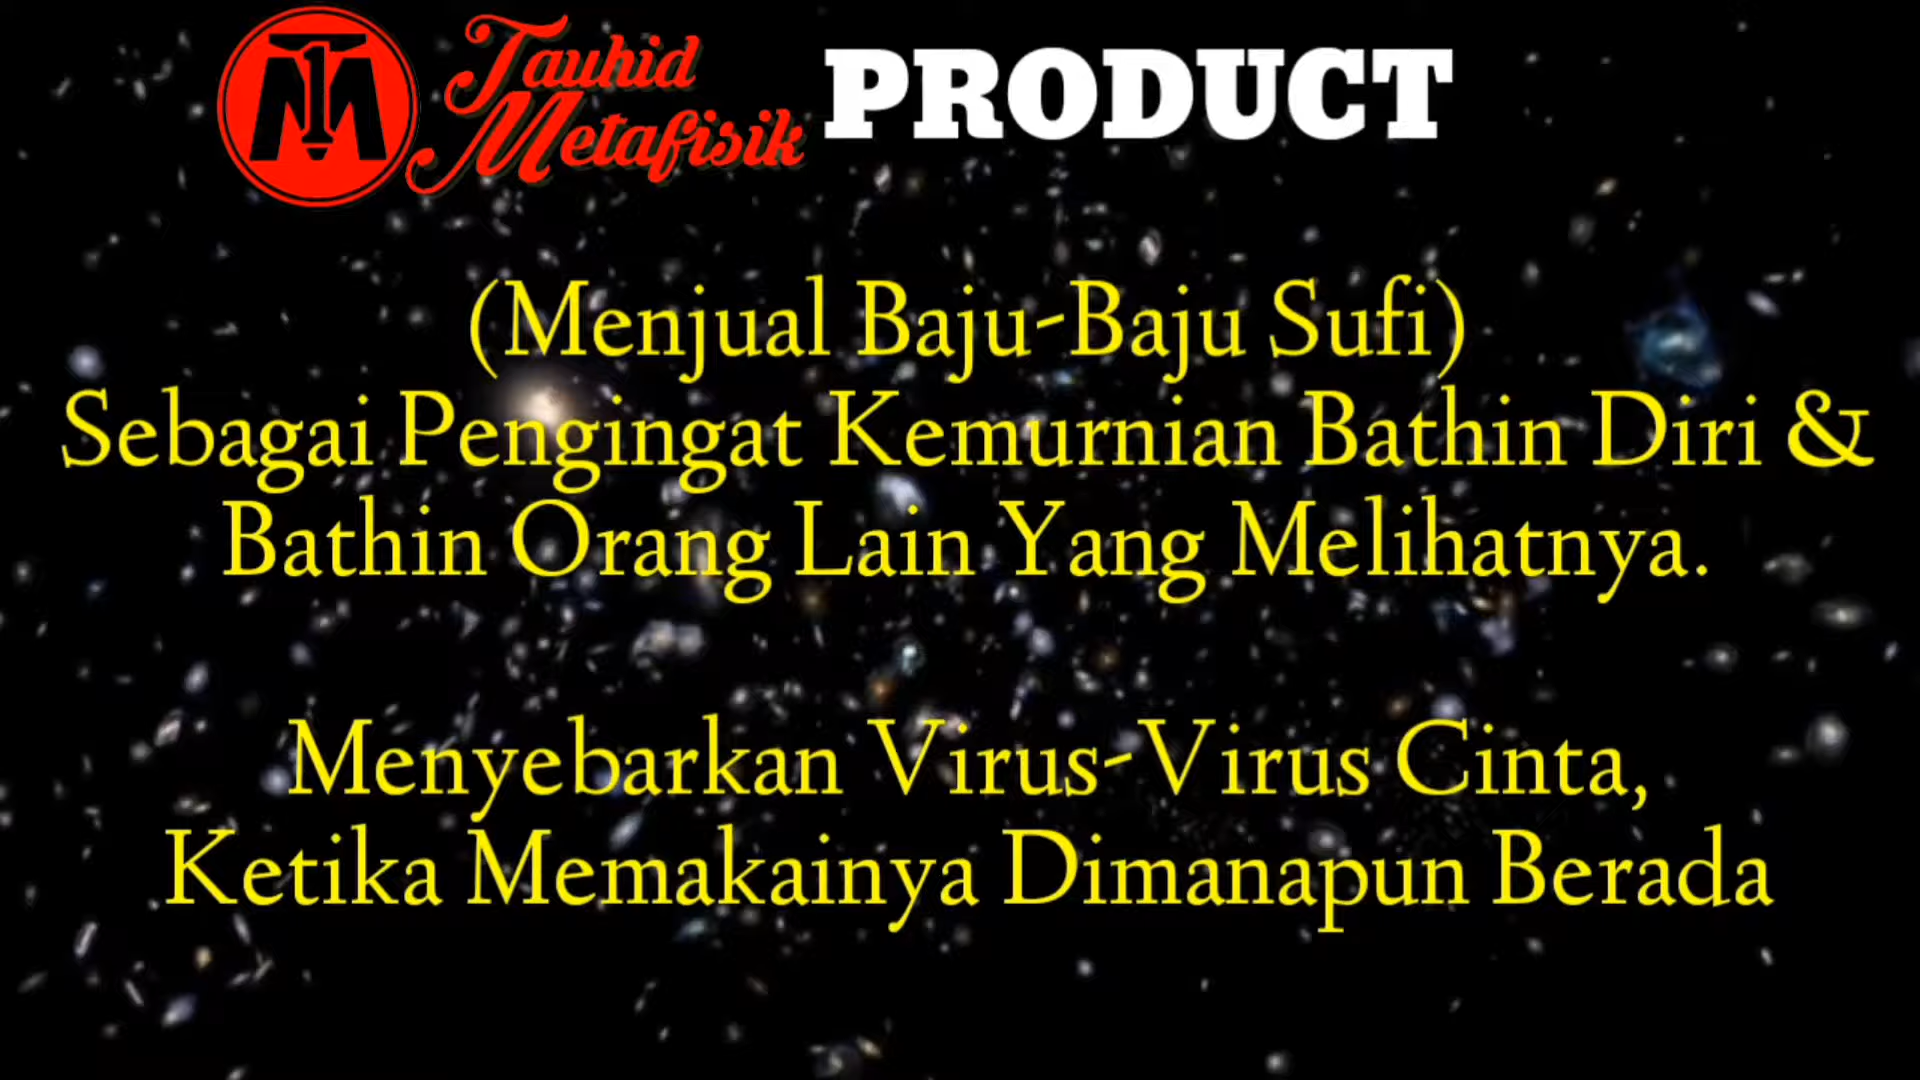 Tauhid
Metafisik PRODUCT
(Menjual Baju-Baju Sufi)
Sebagai Pengingat Kemurnian Bathin Diri &
Bathin Orang Lain Yang Melihatnya.
Menyebarkan Virus-Virus Cinta,
Ketika Memakainya Dimanapun Berada